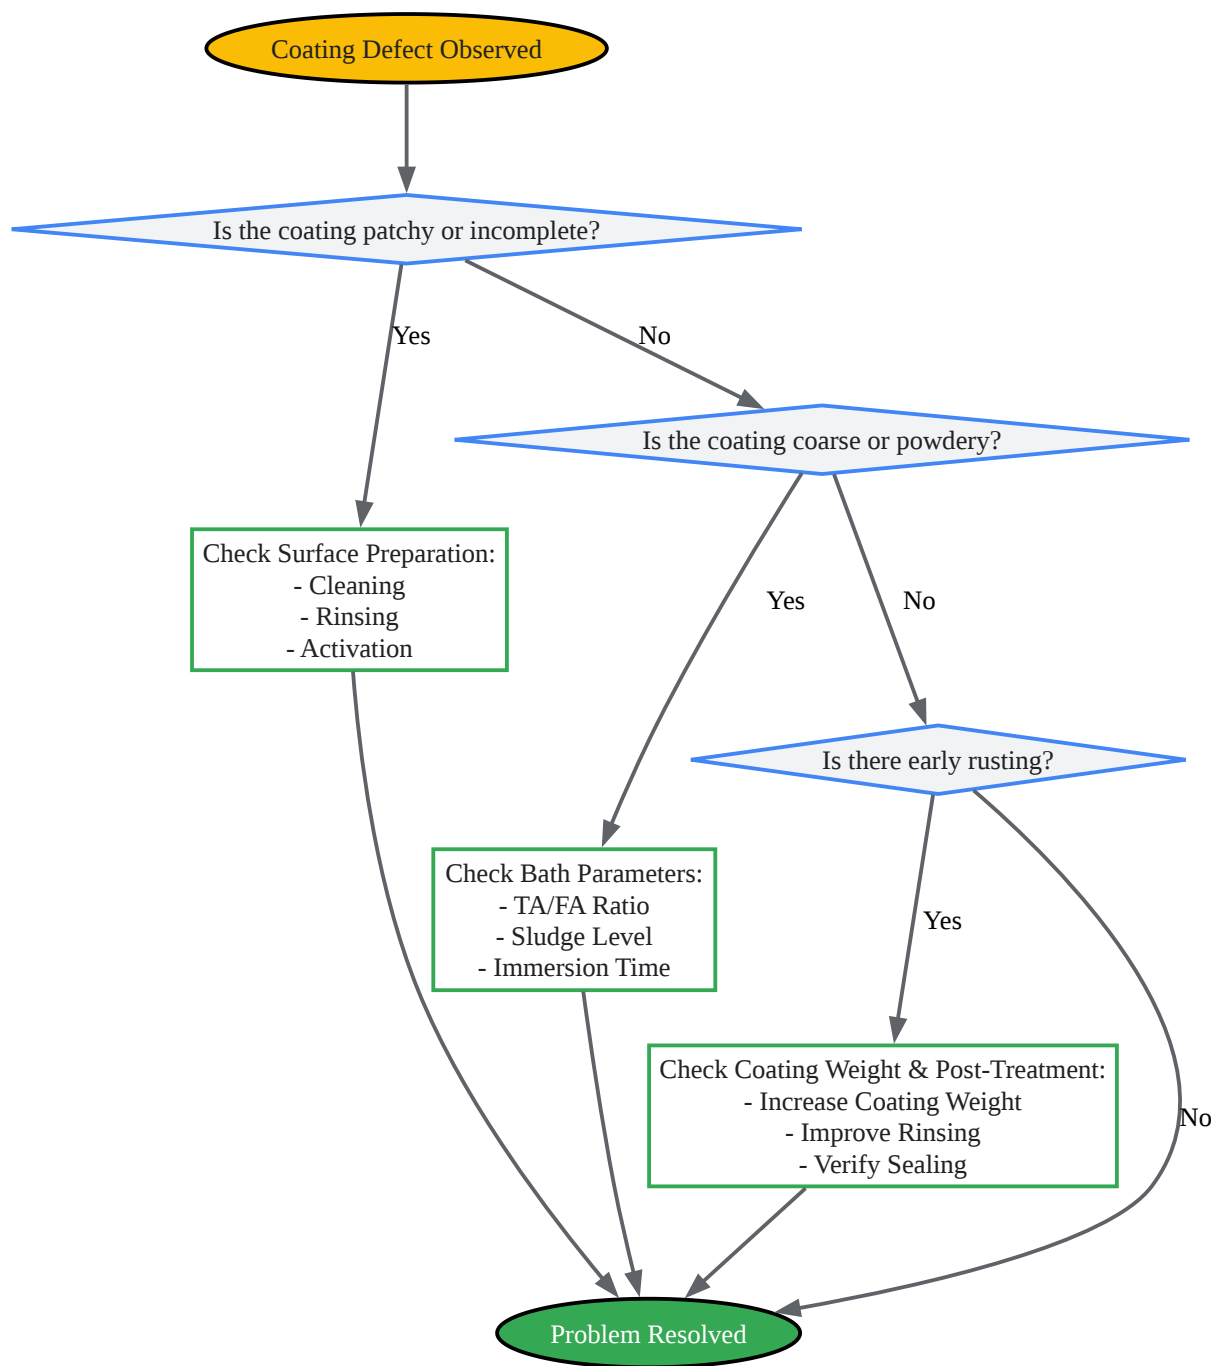 Coating Defect Observed
Is the coating patchy or incomplete?
Yes
No
Is the coating coarse or powdery?
Check Surface Preparation:
- Cleaning
- Rinsing
- Activation
Yes
No
Is there early rusting?
Check Bath Parameters:
- TA/FA Ratio
- Sludge Level
- Immersion Time
Yes
Check Coating Weight & Post-Treatment:
- Increase Coating Weight
- Improve Rinsing
- Verify Sealing
No
Problem Resolved